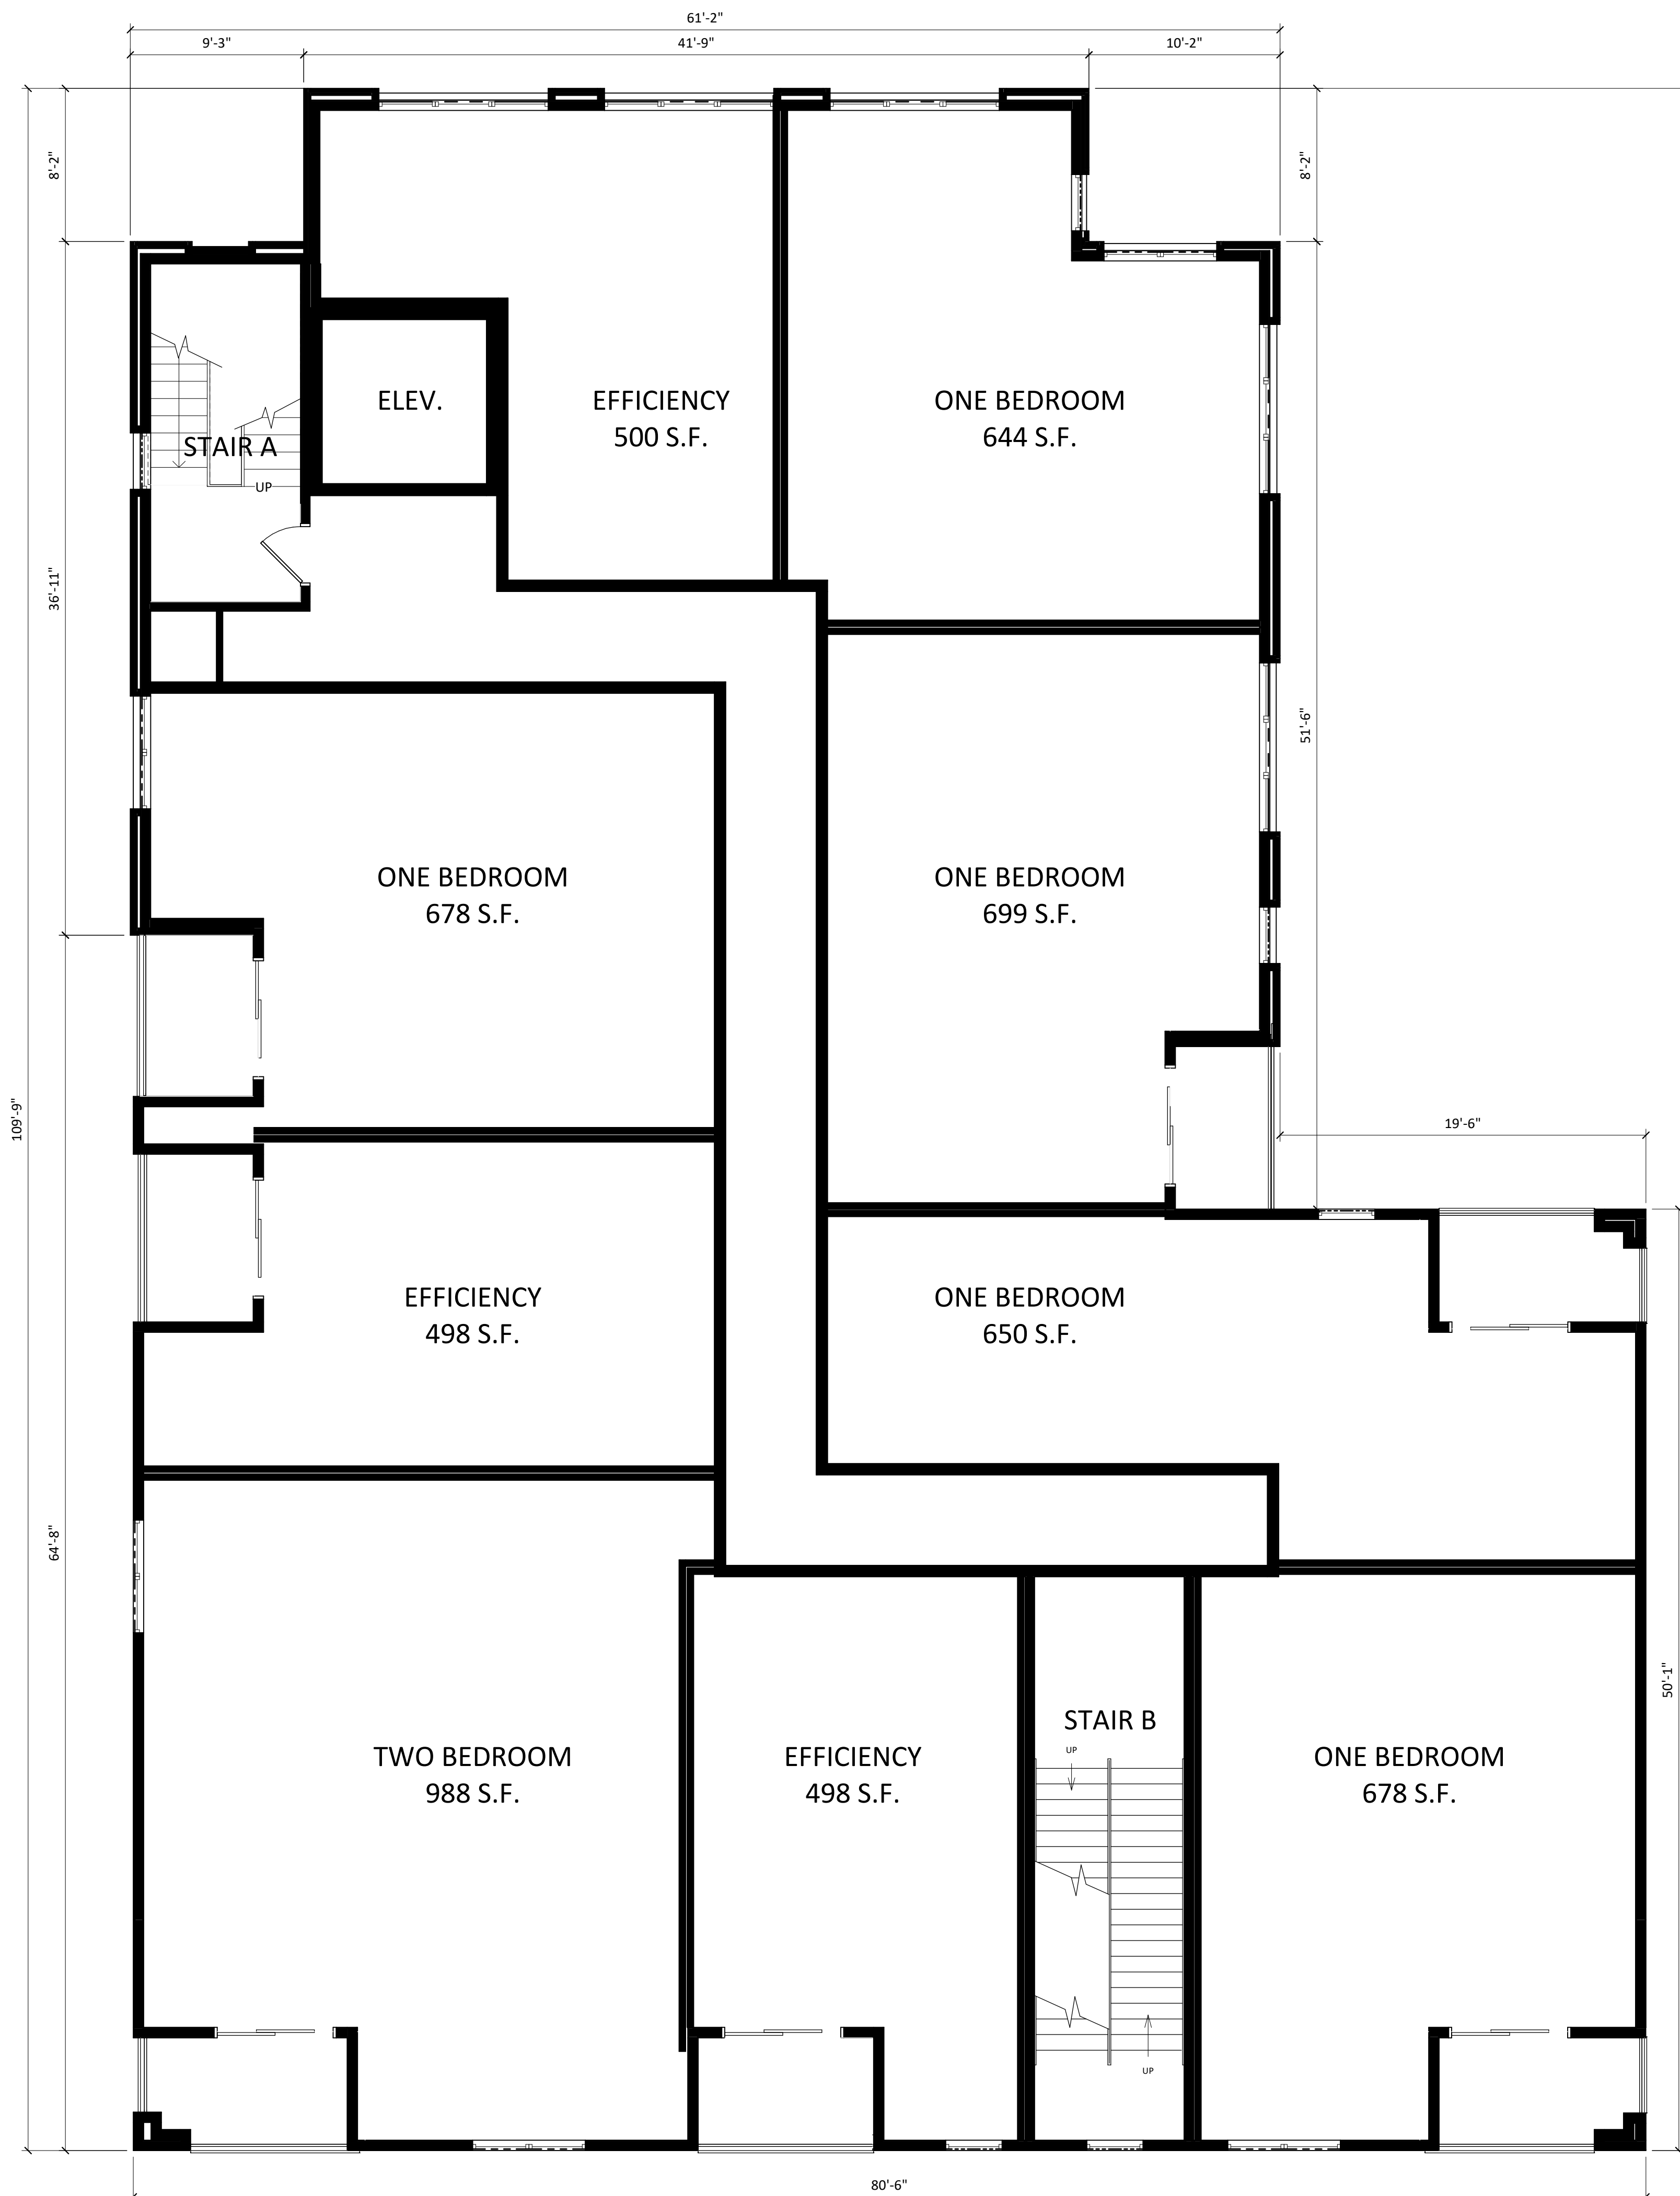 61'-2"
9'-3"
41'-9"
10'-2"
8'-2"
8'-2"
ELEV.
EFFICIENCY
500 S.F.
ONE BEDROOM
644 S.F.
STAIR A
UP
36'-11"
51'-6"
ONE BEDROOM
678 S.F.
ONE BEDROOM
699 S.F.
109'-9"
19'-6"
EFFICIENCY
498 S.F.
ONE BEDROOM
650 S.F.
64'-8"
50'-1"
TWO BEDROOM
988 S.F.
EFFICIENCY
498 S.F.
STAIR B
UP
ONE BEDROOM
678 S.F.
UP
80'-6"